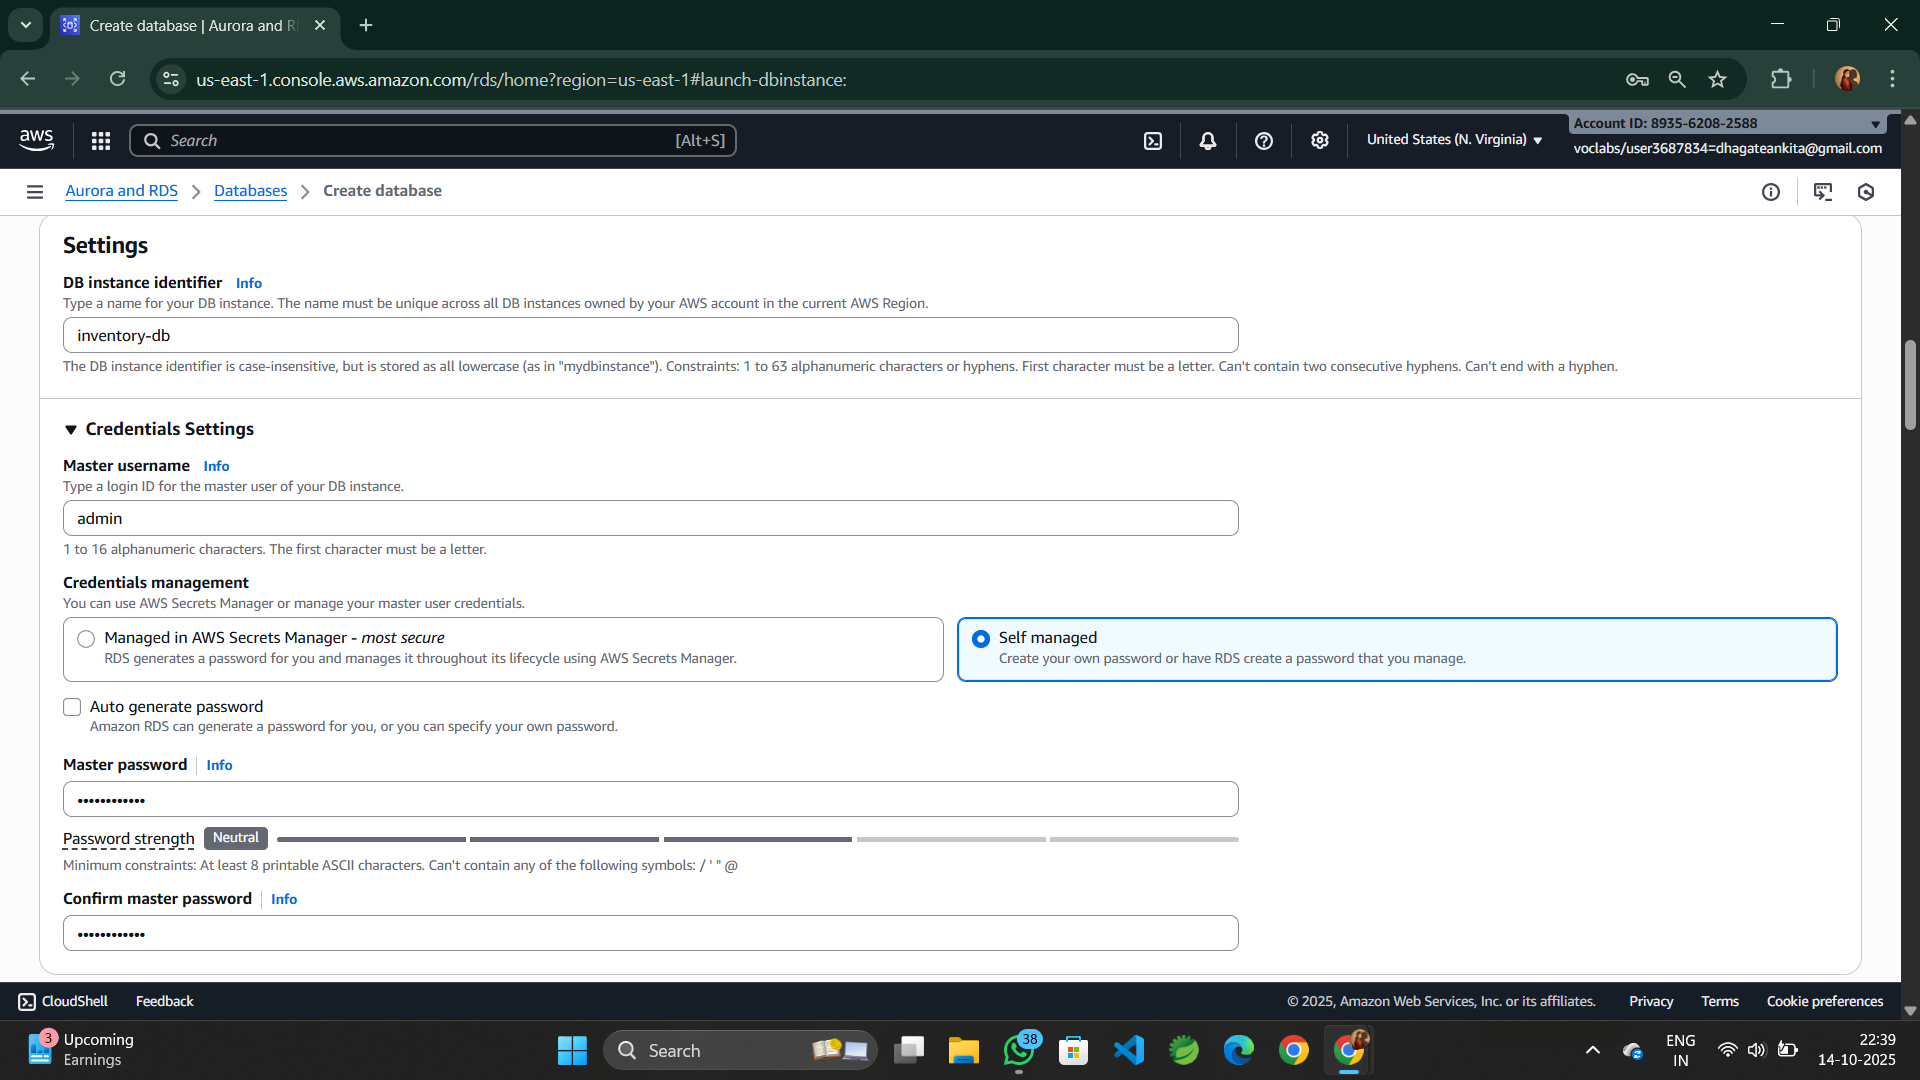 Create database | Aurora and R
us-east-1.console.aws.amazon.com/rds/home?region=us-east-1#launch-dbinstance:
aws
Search [Alt+S]
United States (N. Virginia)
Account ID: 8935-6208-2588
voclabs/user3687834=dhagateankita@gmail.com
Aurora and RDS > Databases > Create database
Settings
DB instance identifier Info
Type a name for your DB instance. The name must be unique across all DB instances owned by your AWS account in the current AWS Region.
inventory-db
The DB instance identifier is case-insensitive, but is stored as all lowercase (as in "mydbinstance"). Constraints: 1 to 63 alphanumeric characters or hyphens. First character must be a letter. Can't contain two consecutive hyphens. Can't end with a hyphen.
Credentials Settings
Master username Info
Type a login ID for the master user of your DB instance.
admin
1 to 16 alphanumeric characters. The first character must be a letter.
Credentials management
You can use AWS Secrets Manager or manage your master user credentials.
Managed in AWS Secrets Manager - most secure
RDS generates a password for you and manages it throughout its lifecycle using AWS Secrets Manager.
Self managed
Create your own password or have RDS create a password that you manage.
Auto generate password
Amazon RDS can generate a password for you, or you can specify your own password.
Master password Info
••••••••••••
Password strength Neutral
Minimum constraints: At least 8 printable ASCII characters. Can't contain any of the following symbols: / ' " @
Confirm master password Info
••••••••••••
CloudShell Feedback
© 2025, Amazon Web Services, Inc. or its affiliates. Privacy Terms Cookie preferences
3
Upcoming
Earnings
Search
38
ENG
IN
22:39
14-10-2025